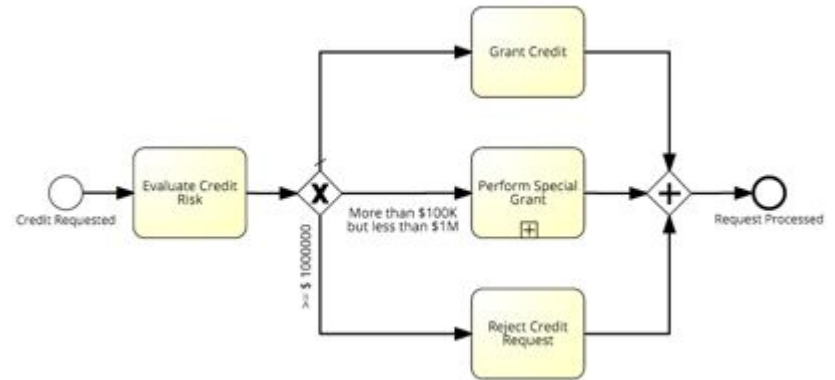 Grant Credit
Evaluate Credit
Risk
Credit Requested
Perform Special
Grant
More than $100K
but less than $1M
Request Processed
>= $ 1000000
Reject Credit
Request